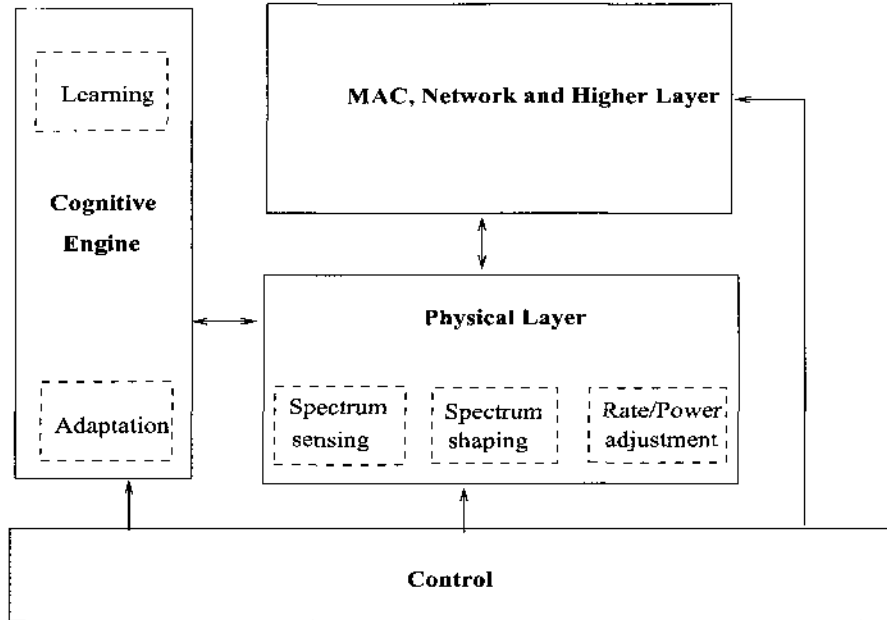 Learning
Cognitive
Engine
Adaptation
MAC, Network and Higher Layer
Physical Layer
Spectrum
sensing
Spectrum
shaping
Rate/Power
adjustment
Control